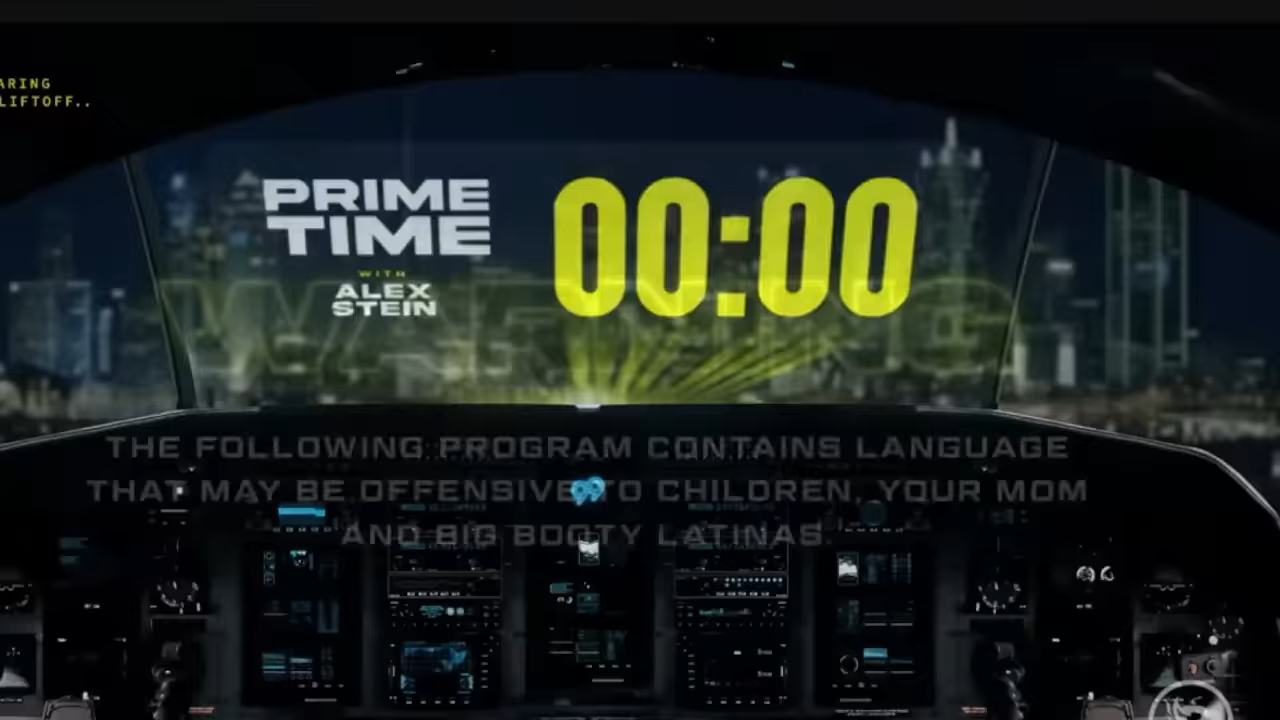 ARING
LIFTOFF..
PRIME
TIME
WITH
ALEX
STEIN
00:00
WARNING
THE FOLLOWING PROGRAM CONTAINS LANGUAGE
THAT MAY BE OFFENSIVE TO CHILDREN, YOUR MOM
AND BIG BOOTY LATINAS.